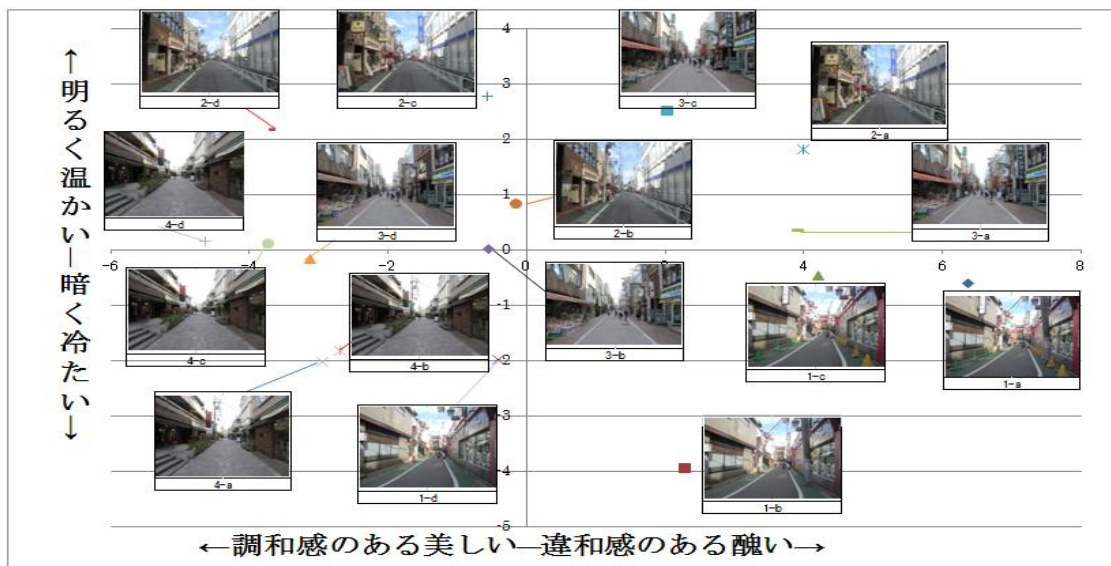 4
3
2
1
0
-1
-2
-3
-4
-5
-6
-4
-2
0
2
4
6
8
←明るく温かい―暗く冷たい→
2-d
2-c
3-c
2-a
4-d
3-d
2-b
3-a
4-c
4-b
3-b
1-c
1-a
4-a
1-d
1-b
←調和感のある美しい―違和感のある醜い→